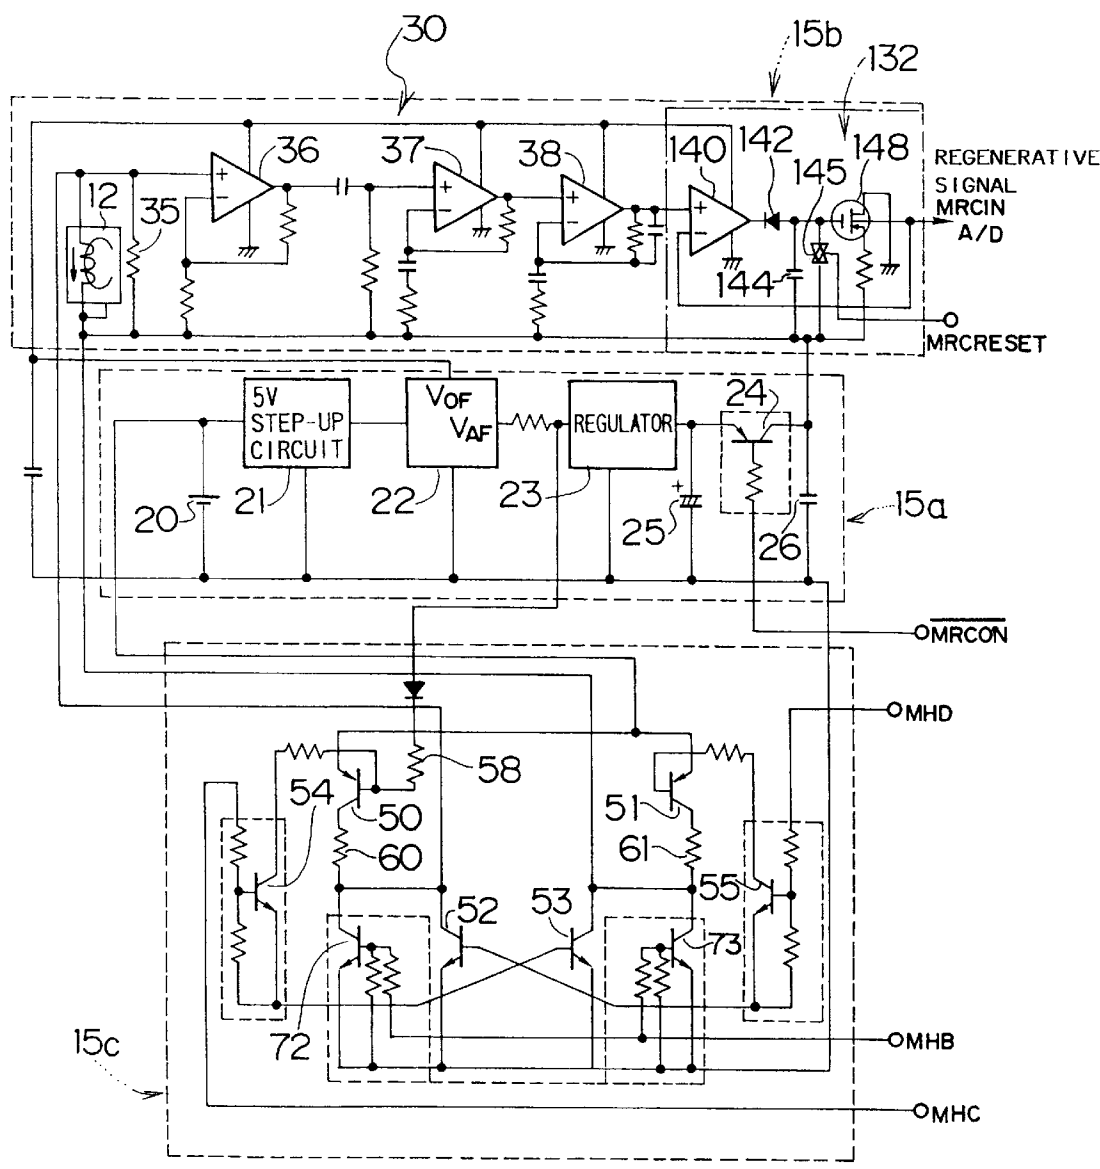 30
15b
132
36
37
38
140
142
145
148
REGENERATIVE
SIGNAL
MRCIN
A/D
12
35
144
MRCRESET
5V
STEP-UP
CIRCUIT
VOF
VAF
REGULATOR
24
+
20
21
22
23
25
26
15a
MRCON
MHD
58
54
50
51
60
61
55
52
53
73
72
15c
MHB
MHC